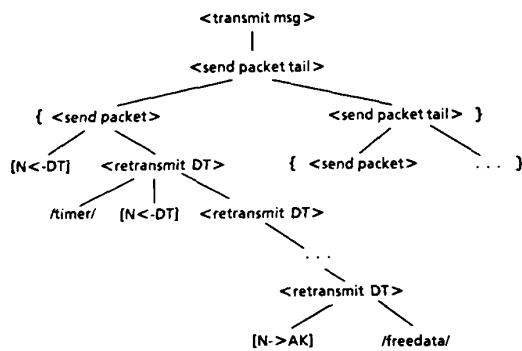 <transmit msg>
<send packet tail>
{ <send packet> <send packet tail> }
[N<-DT] <retransmit DT> { <send packet> . . . }
/timer/ [N<-DT] <retransmit DT>
. . .
<retransmit DT>
[N->AK] /freedata/